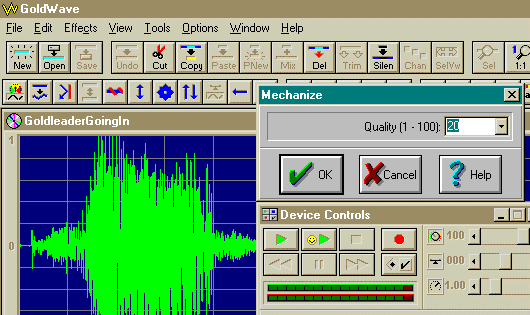 GoldWave
File Edit Effects View Tools Options Window Help
New Open Save Undo Cut Copy Paste PNew Mix Del Trim Silen Chan SelVw Sel 1:1
Mechanize
Quality (1 - 100): 20
OK Cancel Help
GoldleaderGoingIn
1
0
Device Controls
100
000
1.00